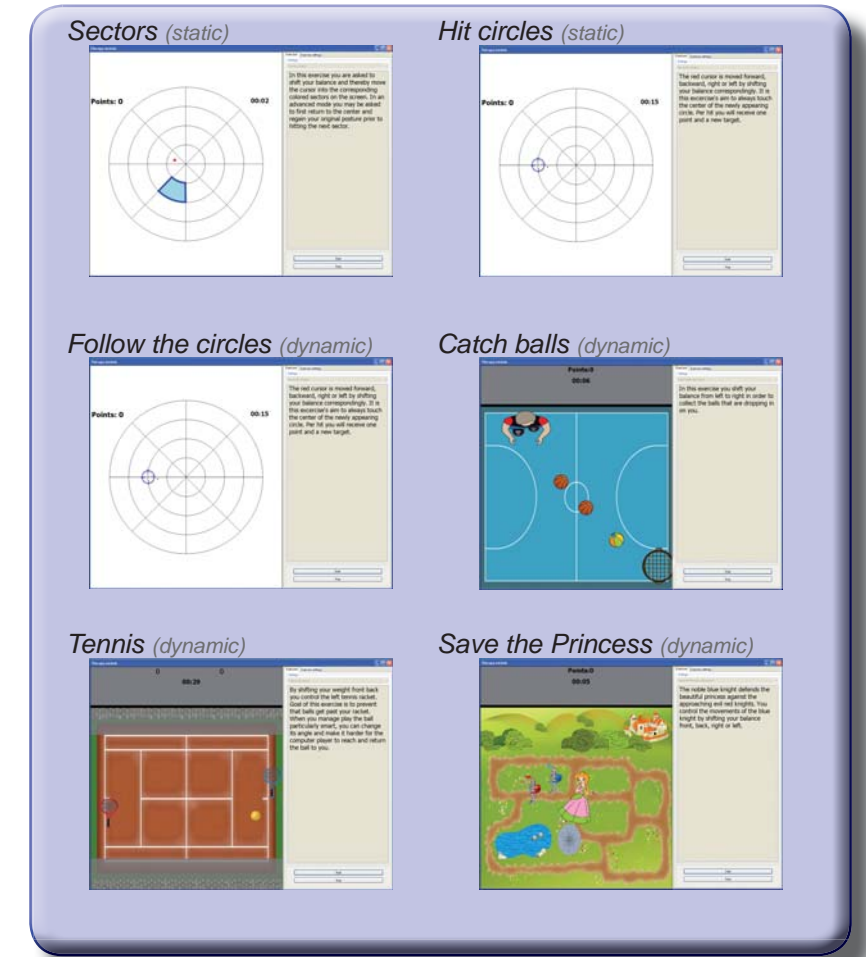 Sectors (static)
Points: 0
00:02
In this exercise you are asked to
shift your balance and thereby move
the cursor into the corresponding
colored sectors on the screen. In an
advanced mode you may be asked
to first return to the center and
regain your original posture prior to
hitting the next sector.
Hit circles (static)
Points: 0
00:15
The red cursor is moved forward,
backward, right or left by shifting
your balance correspondingly. It is
this excercise's aim to always touch
the center of the newly appearing
circle. Per hit you will receive one
point and a new target.
Follow the circles (dynamic)
Points: 0
00:15
The red cursor is moved forward,
backward, right or left by shifting
your balance correspondingly. It is
this excercise's aim to always touch
the center of the newly appearing
circle. Per hit you will receive one
point and a new target.
Catch balls (dynamic)
Points:0
00:06
In this exercise you shift your
balance from left to right in order to
collect the balls that are dropping in
on you.
Tennis (dynamic)
0 0
00:29
By shifting your weight front back
you control the left tennis racket.
Goal of this exercise is to prevent
that balls get past your racket.
When you manage play the ball
particularly smart, you can change
its angle and make it harder for the
computer player to reach and return
the ball to you.
Save the Princess (dynamic)
Points:0
00:05
The noble blue knight defends the
beautiful princess against the
approaching evil red knights. You
control the movements of the blue
knight by shifting your balance
front, back, right or left.